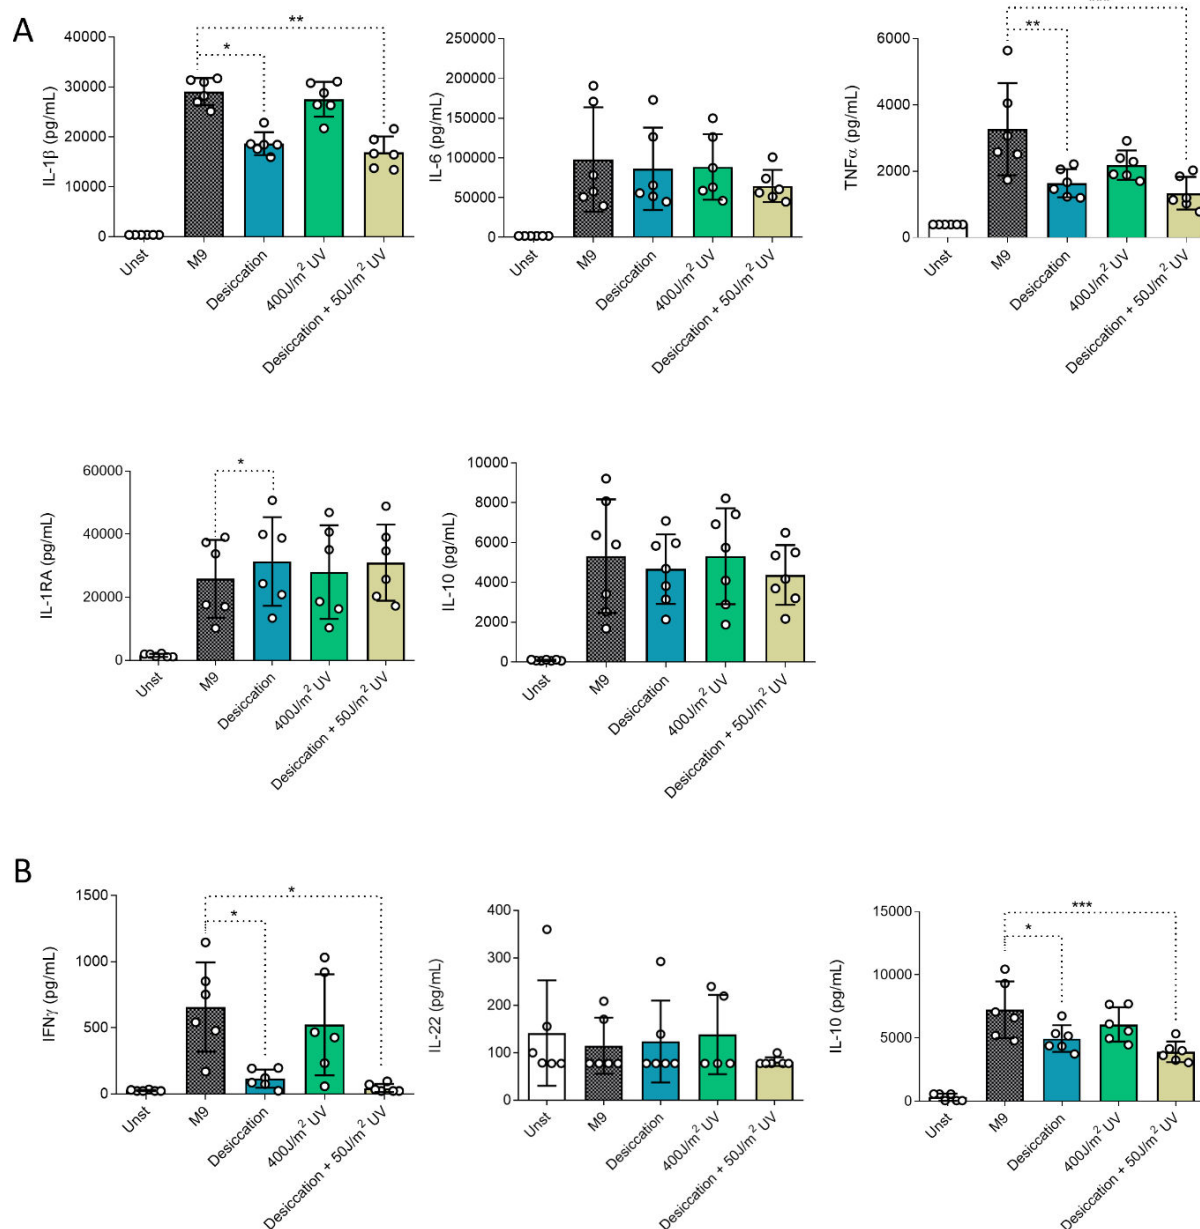 A
IL-1β (pg/mL)
40000
30000
20000
10000
0
*
**
Unst
M9
Desiccation
400J/m² UV
Desiccation + 50J/m² UV
IL-6 (pg/mL)
250000
200000
150000
100000
50000
0
Unst
M9
Desiccation
400J/m² UV
Desiccation + 50J/m² UV
TNFα (pg/mL)
6000
4000
2000
0
**
Unst
M9
Desiccation
400J/m² UV
Desiccation + 50J/m² UV
IL-1RA (pg/mL)
60000
40000
20000
0
*
Unst
M9
Desiccation
400J/m² UV
Desiccation + 50J/m² UV
IL-10 (pg/mL)
10000
8000
6000
4000
2000
0
Unst
M9
Desiccation
400J/m² UV
Desiccation + 50J/m² UV
B
IFNγ (pg/mL)
1500
1000
500
0
*
*
Unst
M9
Desiccation
400J/m² UV
Desiccation + 50J/m² UV
IL-22 (pg/mL)
400
300
200
100
0
Unst
M9
Desiccation
400J/m² UV
Desiccation + 50J/m² UV
IL-10 (pg/mL)
15000
10000
5000
0
*
***
Unst
M9
Desiccation
400J/m² UV
Desiccation + 50J/m² UV